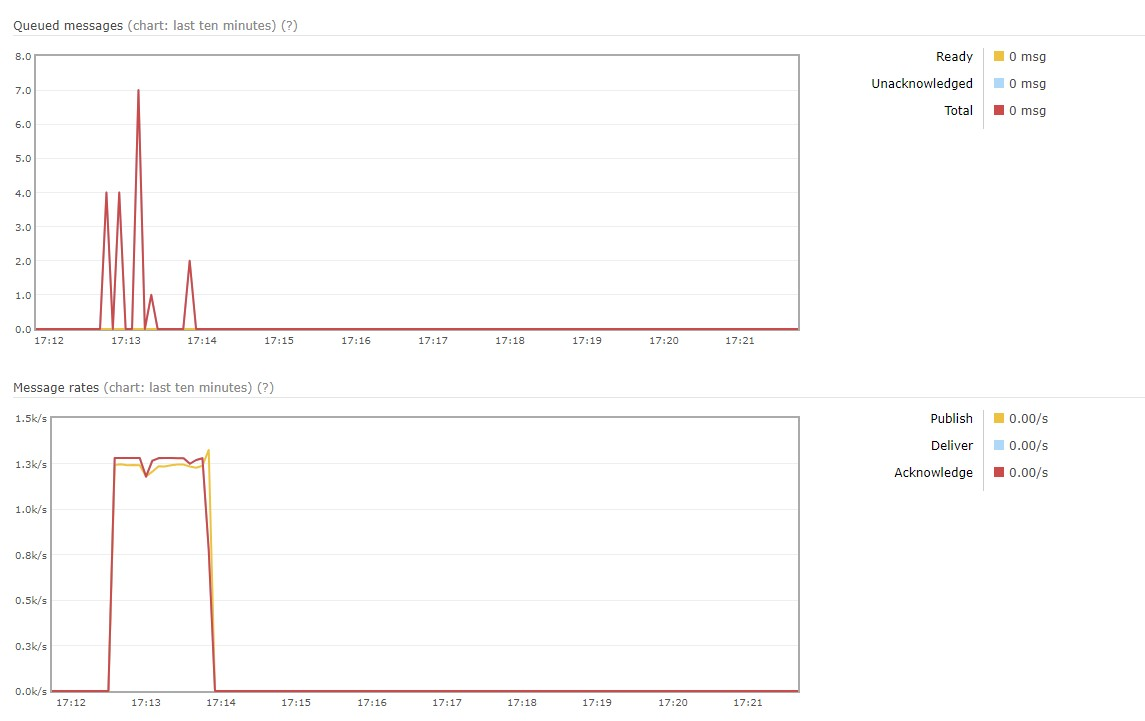 Queued messages (chart: last ten minutes) (?)
8.0
7.0
6.0
5.0
4.0
3.0
2.0
1.0
0.0
17:12 17:13 17:14 17:15 17:16 17:17 17:18 17:19 17:20 17:21
Ready 0 msg
Unacknowledged 0 msg
Total 0 msg
Message rates (chart: last ten minutes) (?)
1.5k/s
1.3k/s
1.0k/s
0.8k/s
0.5k/s
0.3k/s
0.0k/s
17:12 17:13 17:14 17:15 17:16 17:17 17:18 17:19 17:20 17:21
Publish 0.00/s
Deliver 0.00/s
Acknowledge 0.00/s